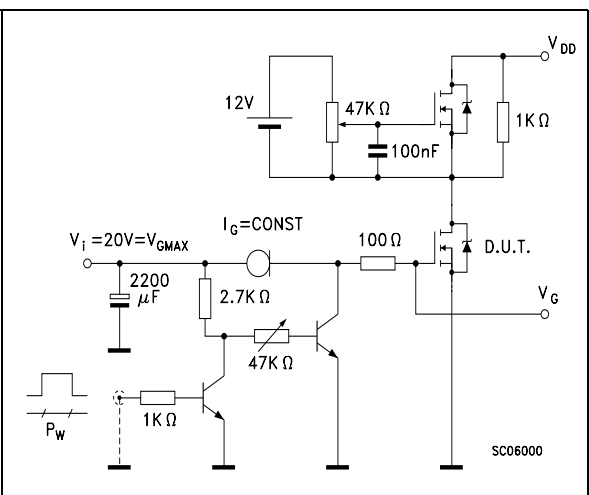 V_DD
12V
47K Ω
1K Ω
100nF
I_G=CONST
V_i =20V=V_GMAX
100 Ω
D.U.T.
2200
μF
2.7K Ω
V_G
47K Ω
1K Ω
P_W
SC06000